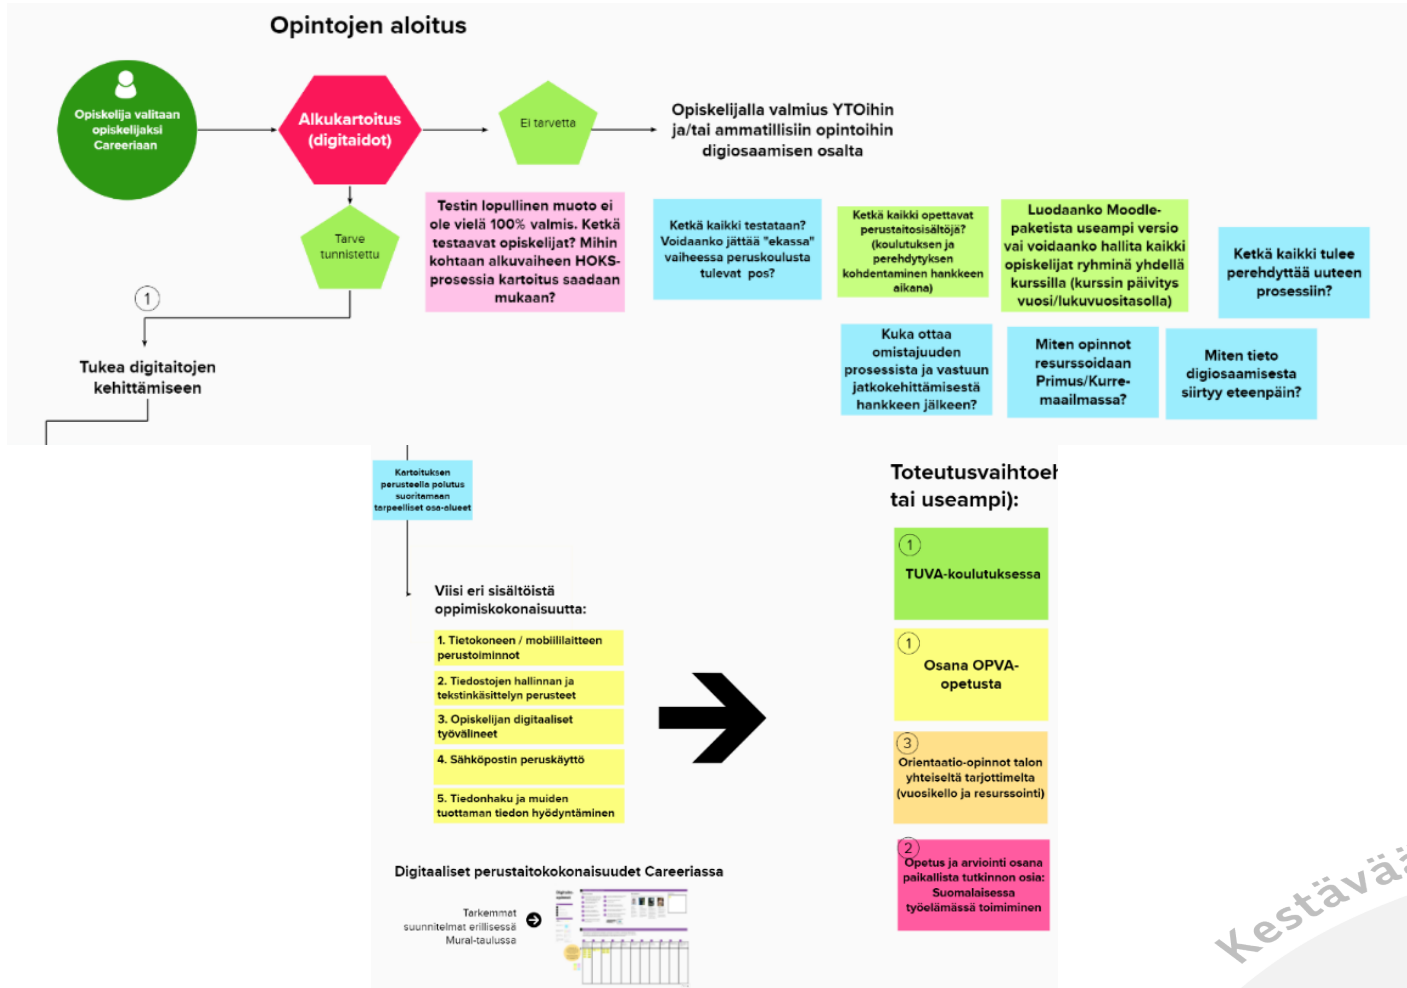 Opintojen aloitus
Opiskelija valitaan
opiskelijaksi
Careeriaan
Alkukartoitus
(digitaidot)
Ei tarvetta
Opiskelijalla valmius YTOihin
ja/tai ammatillisiin opintoihin
digiosaamisen osalta
Tarve
tunnistettu
Testin lopullinen muoto ei
ole vielä 100% valmis. Ketkä
testaavat opiskelijat? Mihin
kohtaan alkuvaiheen HOKS-
prosessia kartoitus saadaan
mukaan?
Ketkä kaikki testataan?
Voidaanko jättää "ekassa"
vaiheessa peruskoulusta
tulevat pos?
Ketkä kaikki opettavat
perustaitosisältöjä?
(koulutuksen ja
perehdytyksen
kohdentaminen hankkeen
aikana)
Luodaanko Moodle-
paketista useampi versio
vai voidaanko hallita kaikki
opiskelijat ryhminä yhdellä
kurssilla (kurssin päivitys
vuosi/lukuvuositasolla)
Ketkä kaikki tulee
perehdyttää uuteen
prosessiin?
1
Tukea digitaitojen
kehittämiseen
Kuka ottaa
omistajuuden
prosessista ja vastuun
jatkokehittämisestä
hankkeen jälkeen?
Miten opinnot
resurssoidaan
Primus/Kurre-
maailmassa?
Miten tieto
digiosaamisesta
siirtyy eteenpäin?
Kartoituksen
perusteella polutus
suoritamaan
tarpeelliset osa-alueet
Viisi eri sisältöistä
oppimiskokonaisuutta:
1. Tietokoneen / mobiililaitteen
perustoiminnot
2. Tiedostojen hallinnan ja
tekstinkäsittelyn perusteet
3. Opiskelijan digitaaliset
työvälineet
4. Sähköpostin peruskäyttö
5. Tiedonhaku ja muiden
tuottaman tiedon hyödyntäminen
Toteutusvaihtoeh
tai useampi):
1
TUVA-koulutuksessa
1
Osana OPVA-
opetusta
3
Orientaatio-opinnot talon
yhteiseltä tarjottimelta
(vuosikello ja resurssointi)
2
Opetus ja arviointi osana
paikallista tutkinnon osia:
Suomalaisessa
työelämässä toimiminen
Digitaaliset perustaitokokonaisuudet Careeriassa
Tarkemmat
suunnitelmat erillisessä
Mural-taulussa
Kestävää